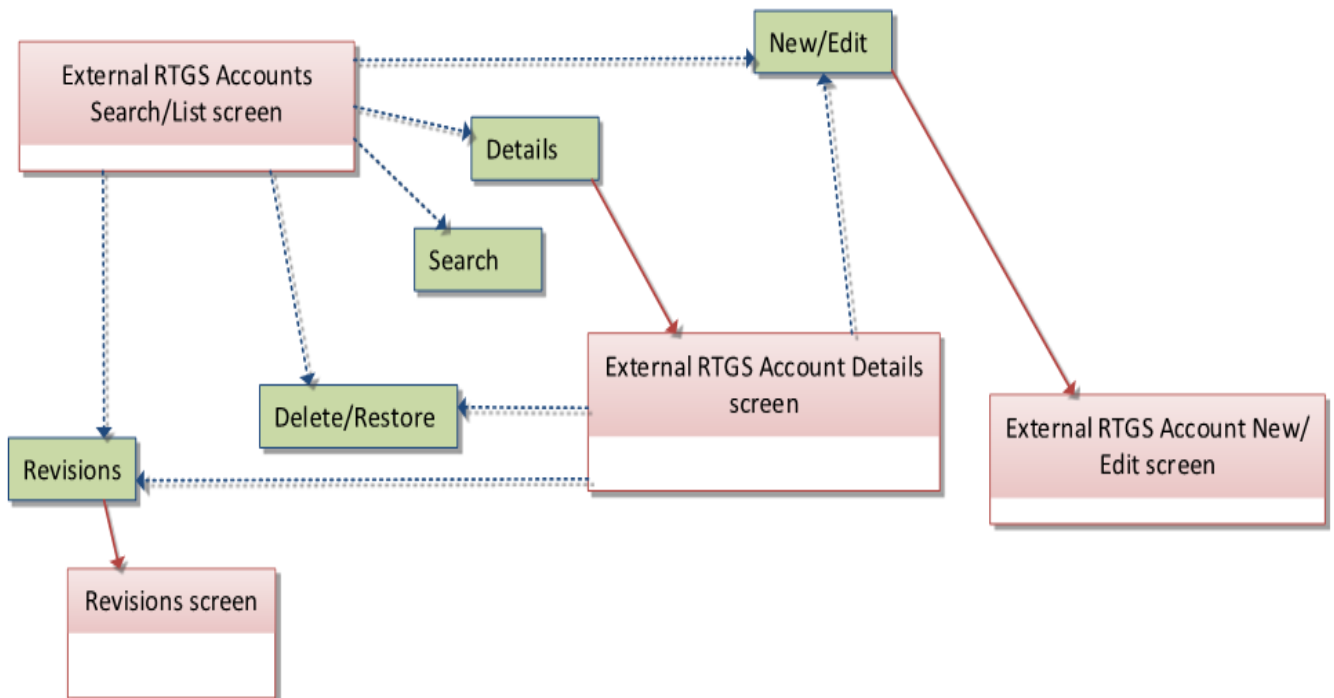 New/Edit
External RTGS Accounts
Search/List screen
Details
Search
External RTGS Account Details
screen
Delete/Restore
External RTGS Account New/
Edit screen
Revisions
Revisions screen